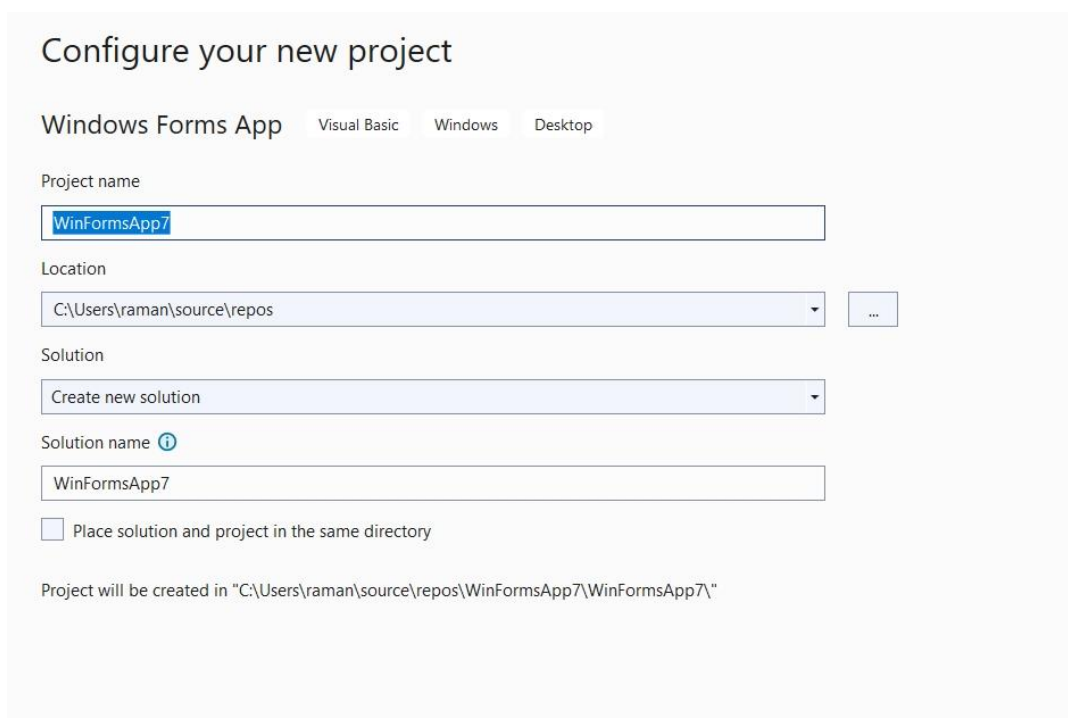 Configure your new project
Windows Forms App Visual Basic Windows Desktop
Project name
WinFormsApp7
Location
C:\Users\raman\source\repos
...
Solution
Create new solution
Solution name
WinFormsApp7
Place solution and project in the same directory
Project will be created in "C:\Users\raman\source\repos\WinFormsApp7\WinFormsApp7\"